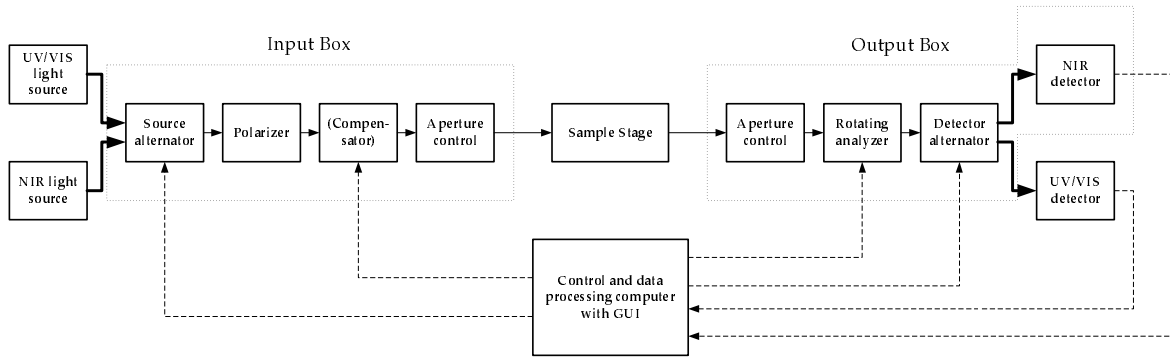 Input Box
Output Box
UV/VIS
light
source
NIR light
source
Source
alternator
Polarizer
(Compen-
sator)
Aperture
control
Sample Stage
Aperture
control
Rotating
analyzer
Detector
alternator
NIR
detector
UV/VIS
detector
Control and data
processing computer
with GUI